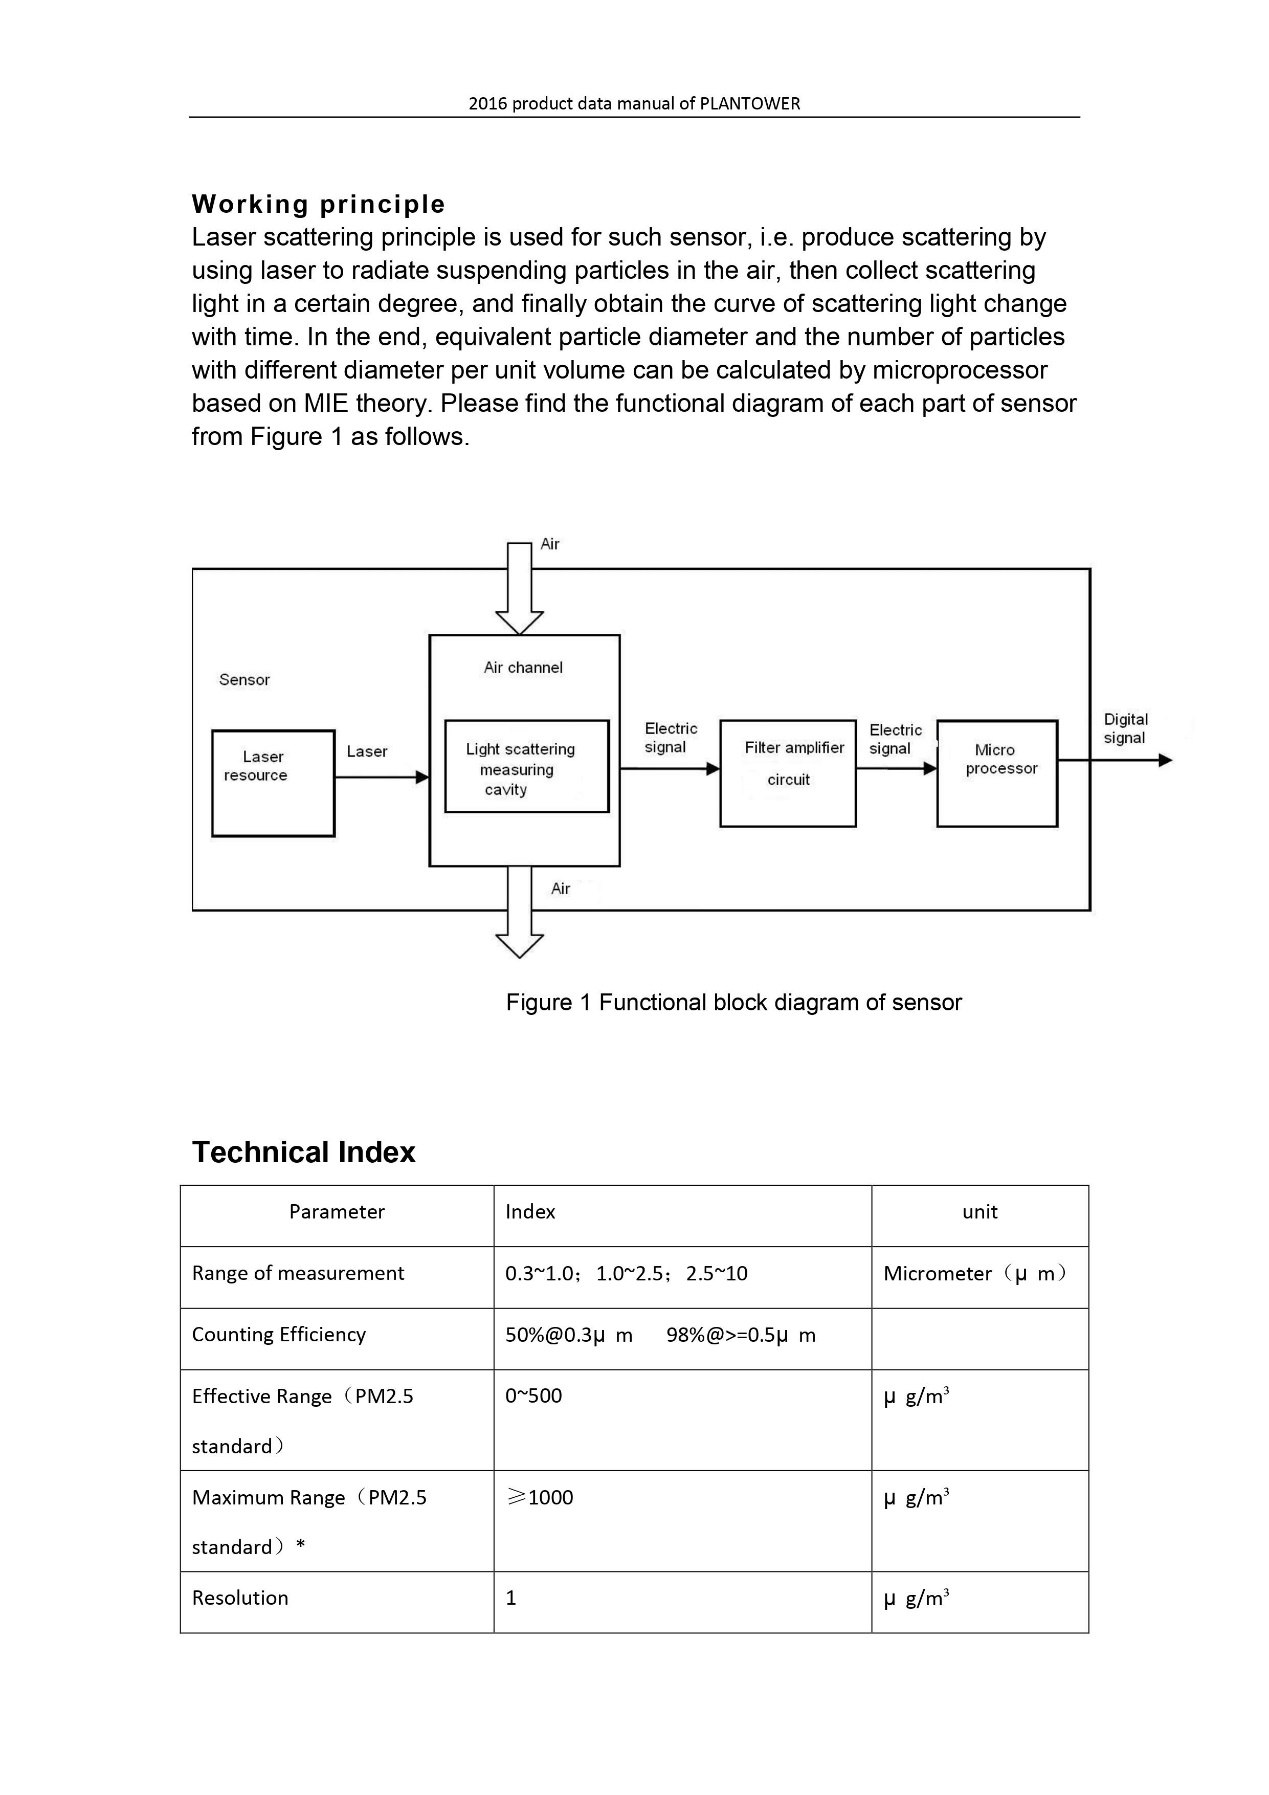 2016 product data manual of PLANTOWER
Working principle
Laser scattering principle is used for such sensor, i.e. produce scattering by
using laser to radiate suspending particles in the air, then collect scattering
light in a certain degree, and finally obtain the curve of scattering light change
with time. In the end, equivalent particle diameter and the number of particles
with different diameter per unit volume can be calculated by microprocessor
based on MIE theory. Please find the functional diagram of each part of sensor
from Figure 1 as follows.
Air
Sensor
Air channel
Laser
resource
Laser
Light scattering
measuring
cavity
Electric
signal
Filter amplifier
circuit
Electric
signal
Micro
processor
Digital
signal
Air
Figure 1 Functional block diagram of sensor
Technical Index
Parameter Index unit
Range of measurement 0.3~1.0；1.0~2.5；2.5~10 Micrometer（μ m）
Counting Efficiency 50%@0.3μ m 98%@>=0.5μ m
Effective Range（PM2.5 0~500 μ g/m³
standard）
Maximum Range（PM2.5 ≥1000 μ g/m³
standard）*
Resolution 1 μ g/m³